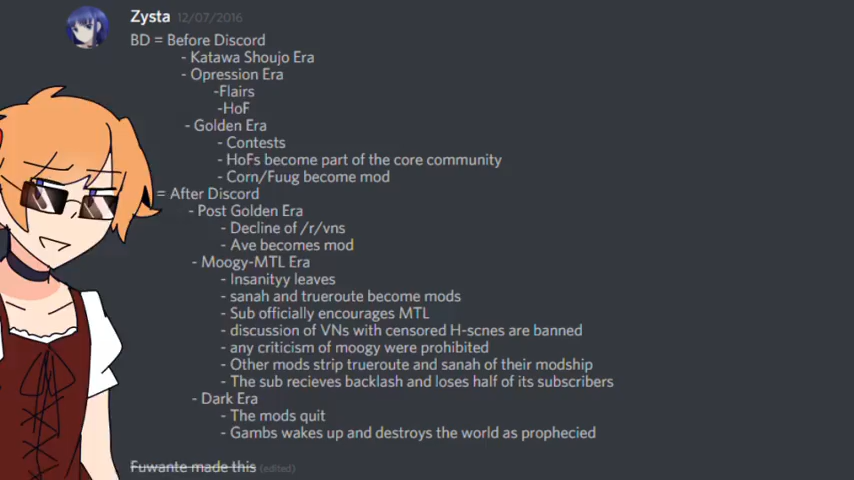 Zysta 12/07/2016
BD = Before Discord
- Katawa Shoujo Era
- Opression Era
-Flairs
-HoF
- Golden Era
- Contests
- HoFs become part of the core community
- Corn/Fuug become mod
= After Discord
- Post Golden Era
- Decline of /r/vns
- Ave becomes mod
- Moogy-MTL Era
- Insanityy leaves
- sanah and trueroute become mods
- Sub officially encourages MTL
- discussion of VNs with censored H-scnes are banned
- any criticism of moogy were prohibited
- Other mods strip trueroute and sanah of their modship
- The sub recieves backlash and loses half of its subscribers
- Dark Era
- The mods quit
- Gambs wakes up and destroys the world as prophecied
Fuwante made this (edited)